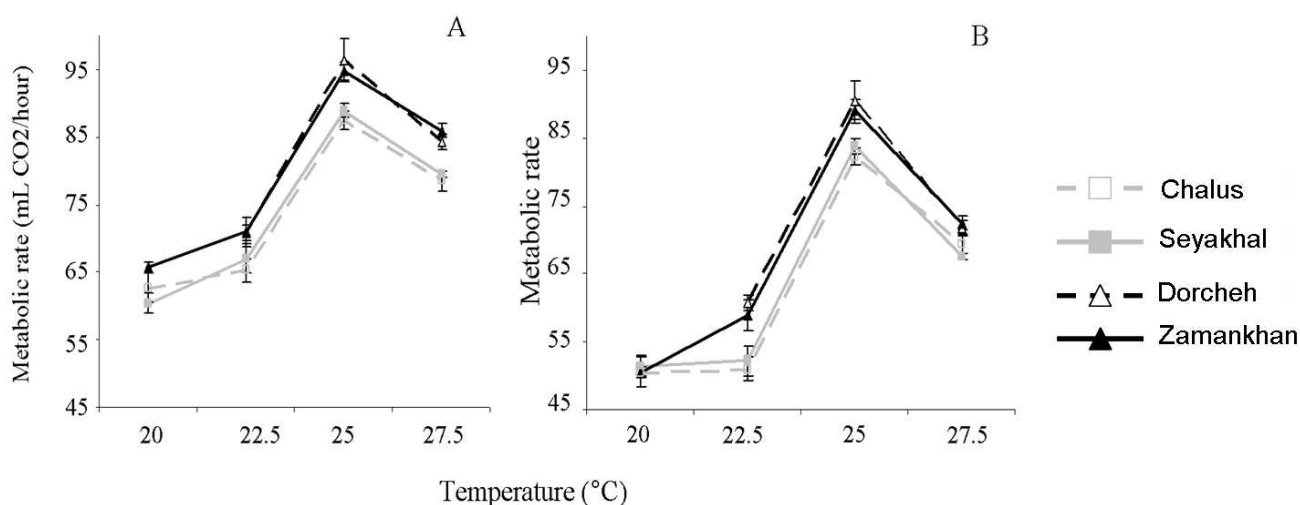 A
Metabolic rate (mL CO2/hour)
95
85
75
65
55
45
20 22.5 25 27.5
B
Metabolic rate
95
85
75
65
55
45
20 22.5 25 27.5
Temperature (°C)
Chalus
Seyakhal
Dorcheh
Zamankhan